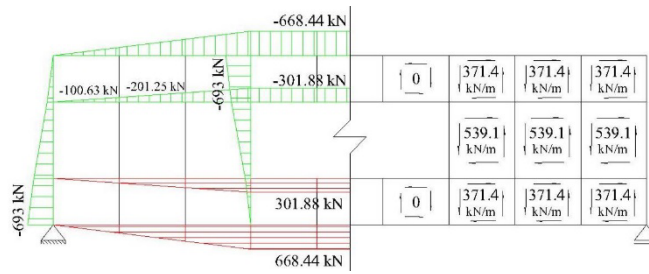 -668.44 kN
-301.88 kN
-100.63 kN
-201.25 kN
-693 kN
-693 kN
301.88 kN
668.44 kN
0
371.4
kN/m
371.4
kN/m
371.4
kN/m
539.1
kN/m
539.1
kN/m
539.1
kN/m
0
371.4
kN/m
371.4
kN/m
371.4
kN/m